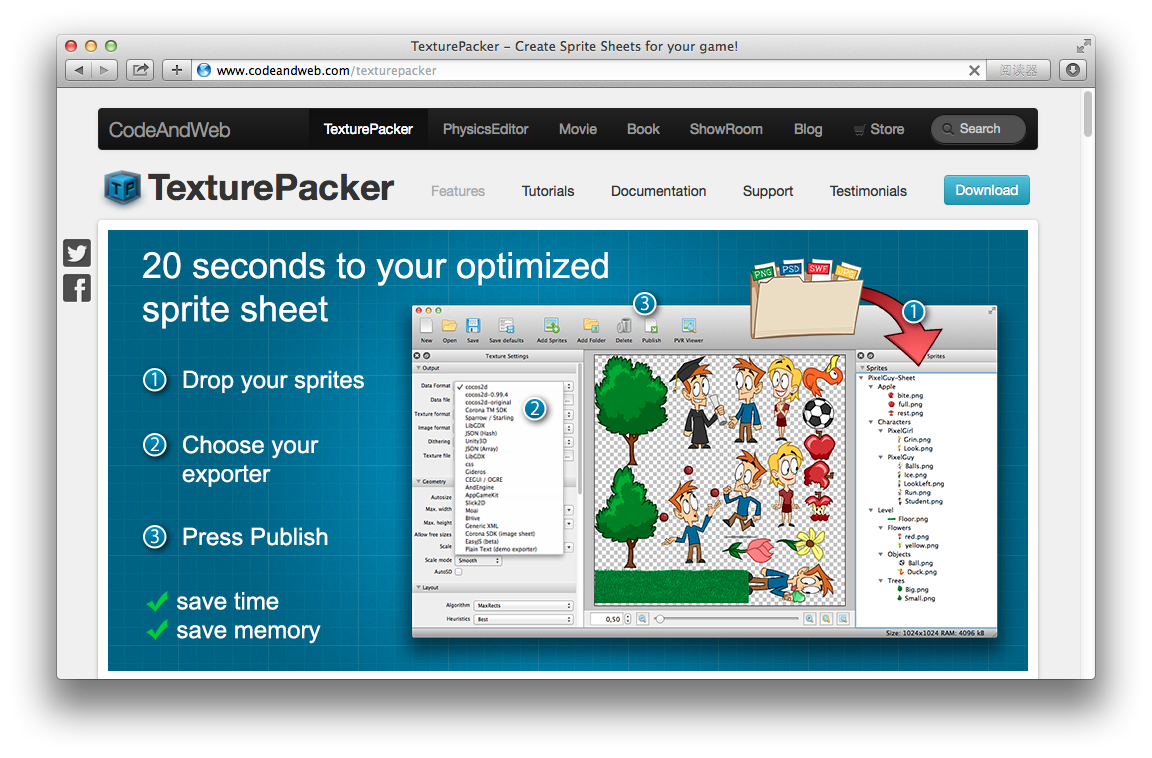 TexturePacker – Create Sprite Sheets for your game!
www.codeandweb.com/texturepacker
阅读器
CodeAndWeb
TexturePacker
PhysicsEditor
Movie
Book
ShowRoom
Blog
Store
Search
TP
TexturePacker
Features
Tutorials
Documentation
Support
Testimonials
Download
20 seconds to your optimized
sprite sheet
1 Drop your sprites
2 Choose your
exporter
3 Press Publish
save time
save memory
PNG
PSD
SWF
JPG
3
1
2
New
Open
Save
Save defaults
Add Sprites
Add Folder
Delete
Publish
PVR Viewer
Texture Settings
Output
Data Format
Data file
Texture format
Image format
Dithering
Texture file
cocos2d
cocos2d-0.99.4
cocos2d-original
Corona TM SDK
Sparrow / Starling
LibGDX
JSON (Hash)
Unity3D
JSON (Array)
LibGDX
css
Gideros
CEGUI / OGRE
AndEngine
AppGameKit
Slick2D
Moai
BHive
Generic XML
Corona SDK (image sheet)
EaselJS (beta)
Plain Text (demo exporter)
Geometry
Autosize
Max. width
Max. height
Allow free sizes
Scale
Scale mode Smooth
AutoSD
Layout
Algorithm MaxRects
Heuristics Best
0,50
Sprites
Sprites
PixelGuy-Sheet
Apple
bite.png
full.png
rest.png
Characters
PixelGirl
Grin.png
Look.png
PixelGuy
Balls.png
Ice.png
LookLeft.png
Run.png
Student.png
Level
Floor.png
Flowers
red.png
yellow.png
Objects
Ball.png
Duck.png
Trees
Big.png
Small.png
Size: 1024x1024 RAM: 4096 kB